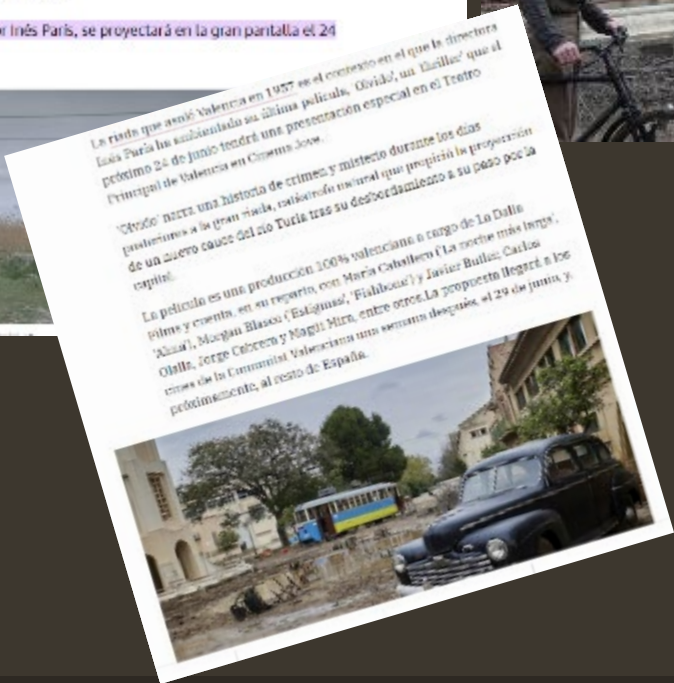 r Inés París, se proyectará en la gran pantalla el 24
La riada que asoló Valencia en 1957 es el contexto en el que la directora
Inés París ha ambientado su última película, 'Olvido', un 'thriller' que el
próximo 24 de junio tendrá una presentación especial en el Teatro
Principal de Valencia en Cinema Jove.
'Olvido' narra una historia de crimen y misterio durante los días
posteriores a la gran riada, catástrofe natural que propició la proyección
de un nuevo cauce del río Turia tras su desbordamiento a su paso por la
capital.
La película es una producción 100% valenciana a cargo de La Dalia
Films y cuenta, en su reparto, con María Caballero ('La noche más larga',
Morgan Blasco ('Estigmas', 'Fishbone') y Javier Butler, Carlos
Olalla, Jorge Cabrera y Magüi Mira, entre otros.La propuesta llegará a los
cines de la Comunitat Valenciana una semana después, el 29 de junio, y,
próximamente, al resto de España.